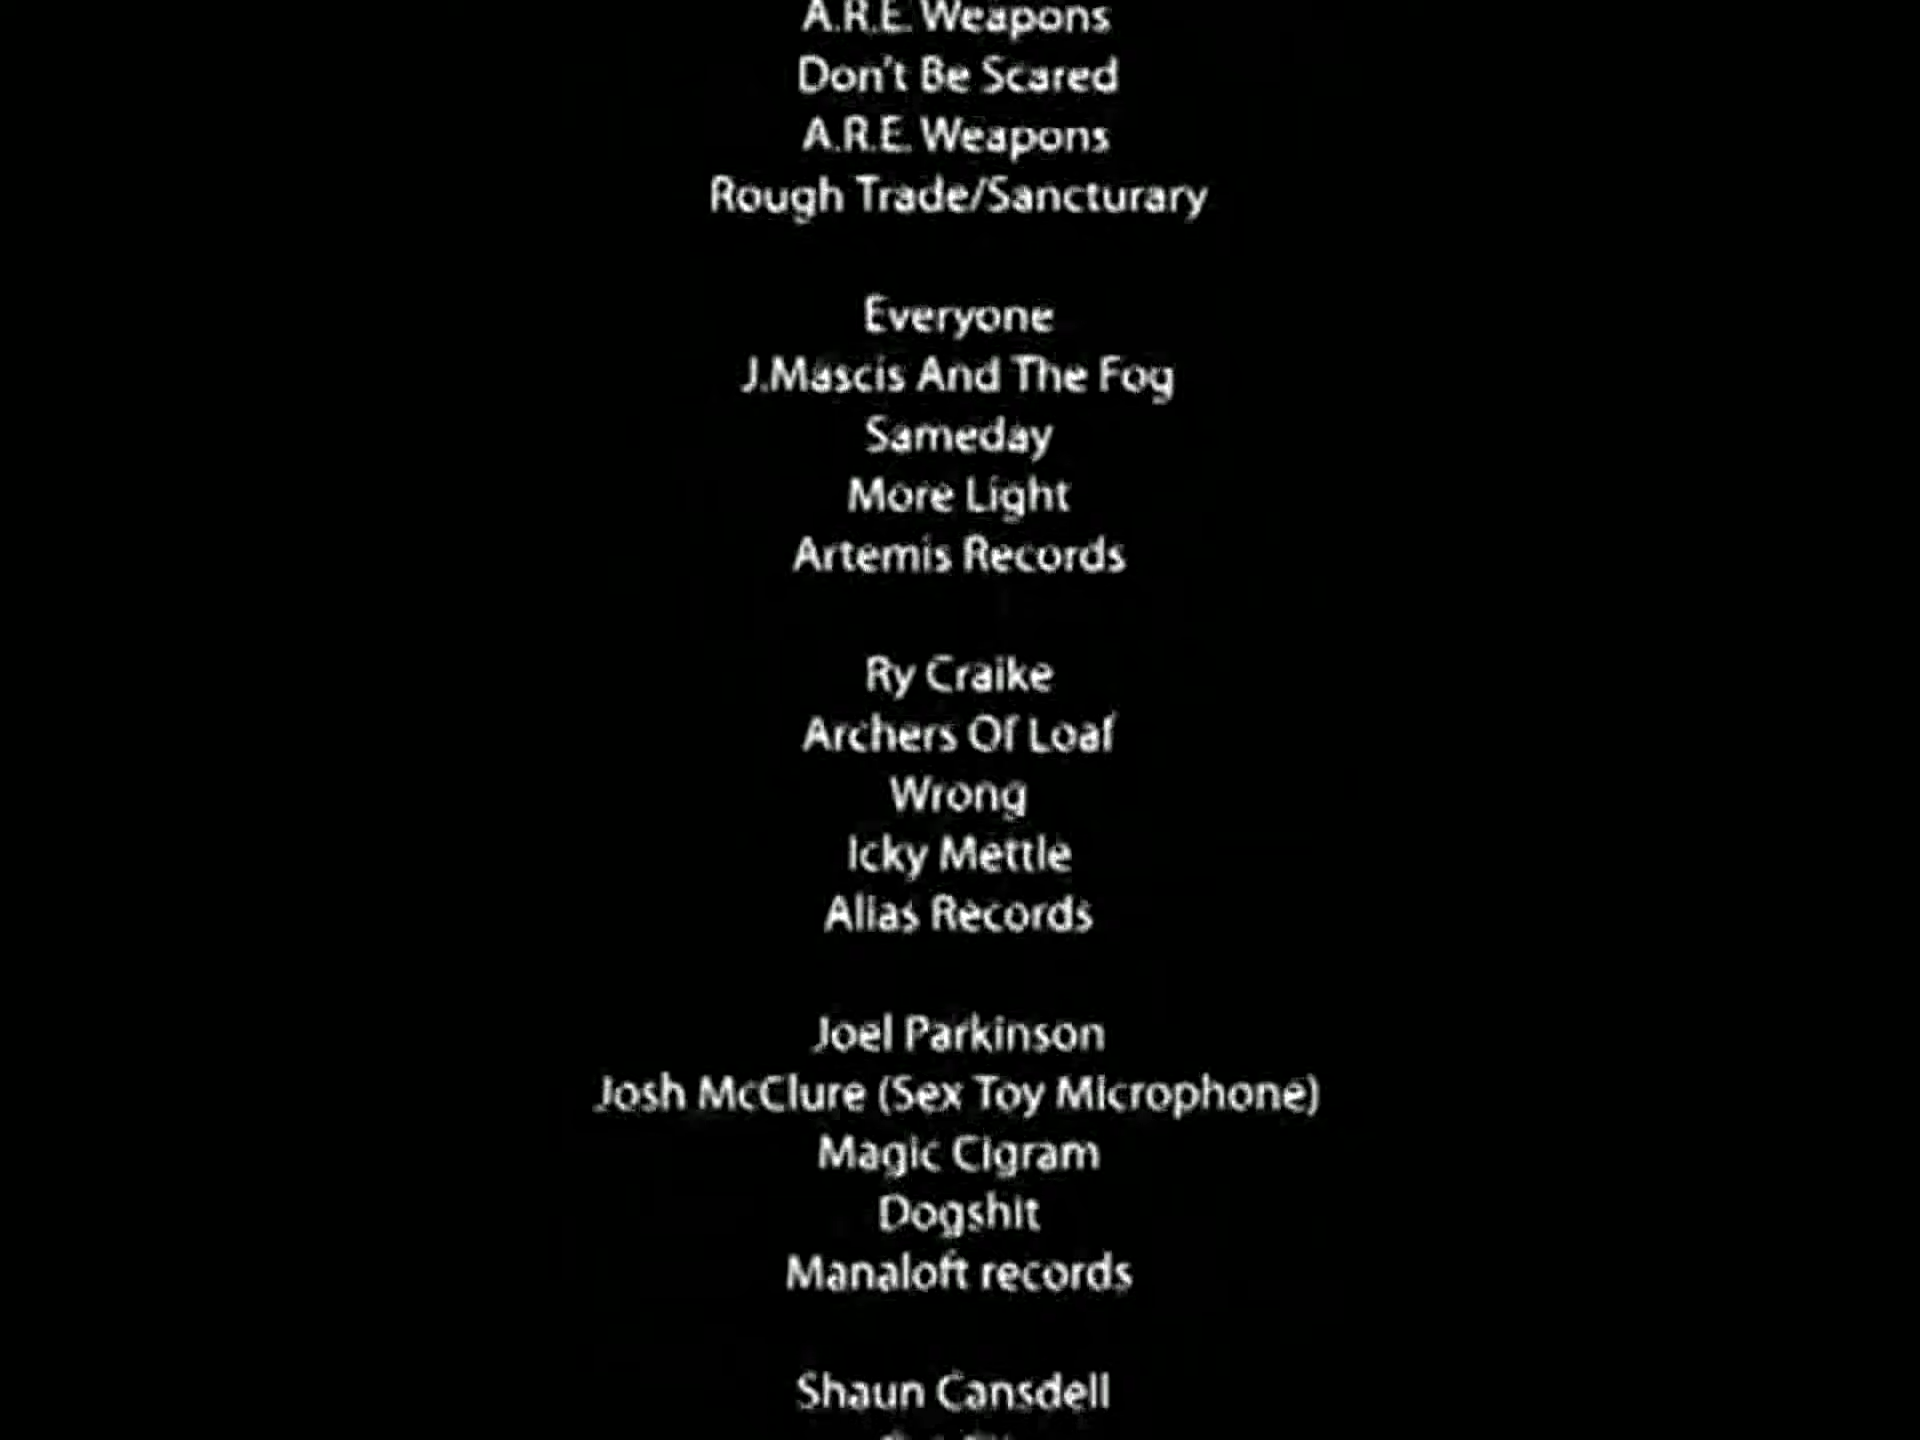 A.R.E. Weapons
Don't Be Scared
A.R.E. Weapons
Rough Trade/Sancturary
Everyone
J.Mascis And The Fog
Sameday
More Light
Artemis Records
Ry Craike
Archers Of Loaf
Wrong
Icky Mettle
Alias Records
Joel Parkinson
Josh McClure (Sex Toy Microphone)
Magic Cigram
Dogshit
Manaloft records
Shaun Cansdell